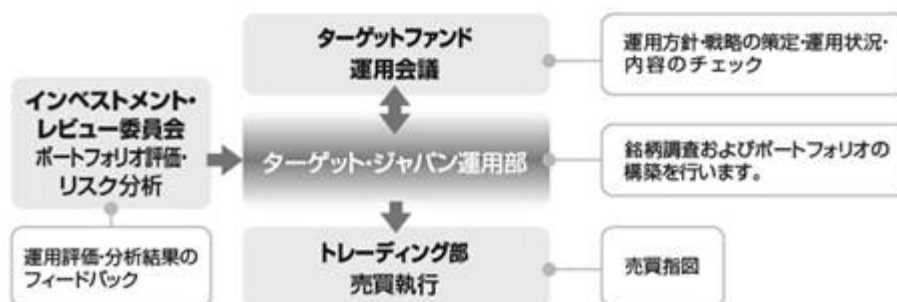 ターゲットファンド
運用会議
運用方針・戦略の策定・運用状況・
内容のチェック
インベストメント・
レビュー委員会
ポートフォリオ評価・
リスク分析
ターゲット・ジャパン運用部
銘柄調査およびポートフォリオの
構築を行います。
運用評価・分析結果の
フィードバック
トレーディング部
売買執行
売買指図